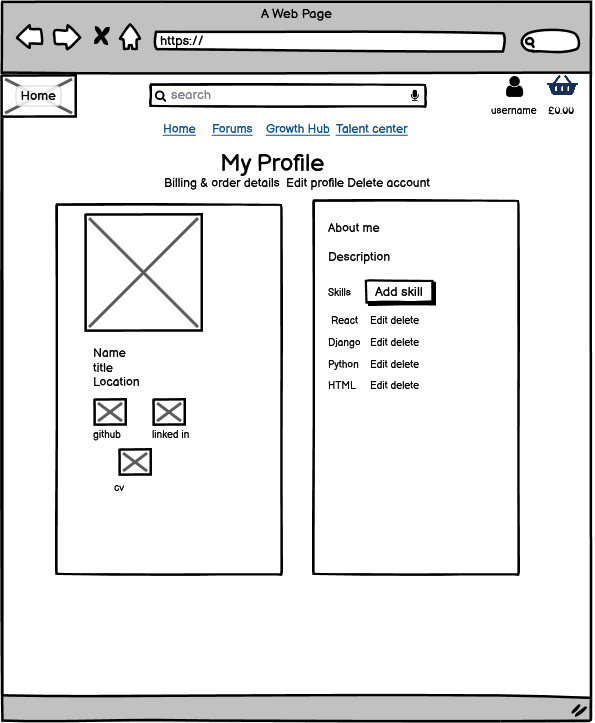 A Web Page
https://
Home
search
username
£0.00
Home Forums Growth Hub Talent center
My Profile
Billing & order details Edit profile Delete account
Name
title
Location
github
linked in
cv
About me
Description
Skills Add skill
React Edit delete
Django Edit delete
Python Edit delete
HTML Edit delete